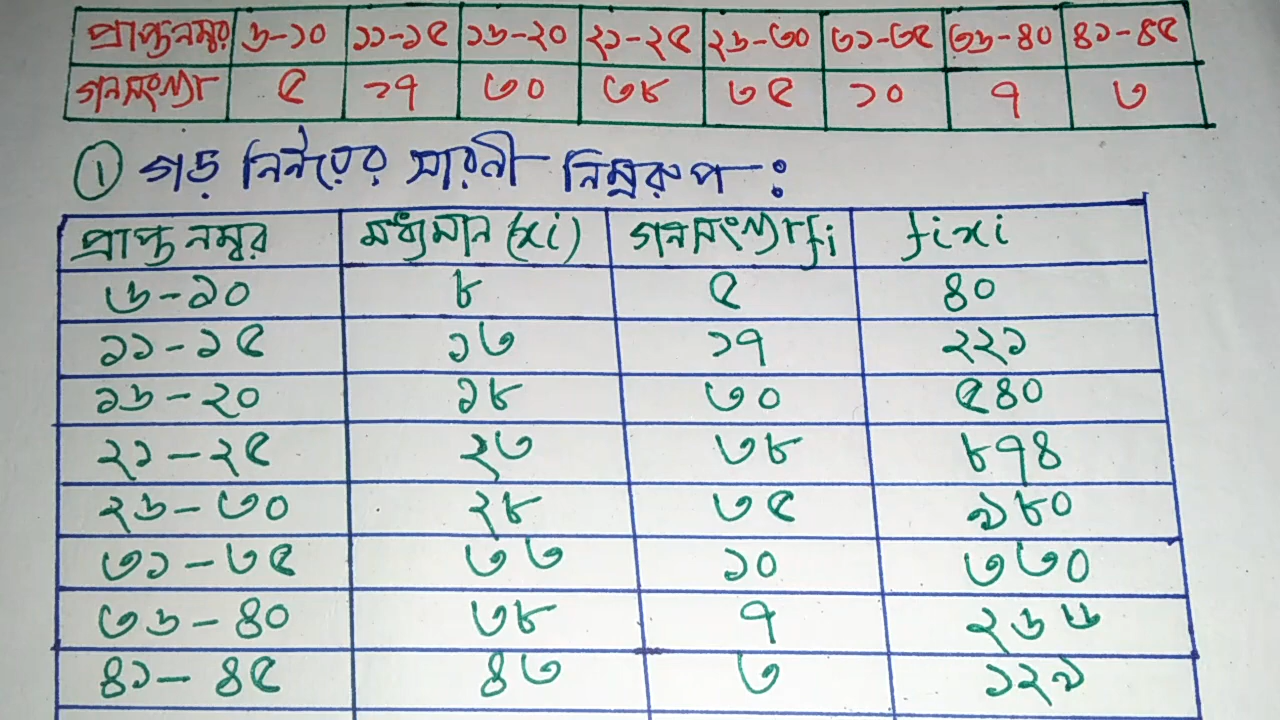 প্রাপ্ত নম্বর ৬-১০ ১১-১৫ ১৬-২০ ২১-২৫ ২৬-৩০ ৩১-৩৫ ৩৬-৪০ ৪১-৪৫
গনসংখ্যা ৫ ১৭ ৩০ ৩৮ ৩৫ ১০ ৭ ৩
① গড় নির্নয়ের সারনী নিম্নরুপ :
প্রাপ্ত নম্বর মধ্যমান (xi) গনসংখ্যা fi fixi
৬-১০ ৮ ৫ ৪০
১১-১৫ ১৩ ১৭ ২২১
১৬-২০ ১৮ ৩০ ৫৪০
২১-২৫ ২৩ ৩৮ ৮৭৪
২৬-৩০ ২৮ ৩৫ ৯৮০
৩১-৩৫ ৩৩ ১০ ৩৩০
৩৬-৪০ ৩৮ ৭ ২৬৬
৪১-৪৫ ৪৩ ৩ ১২৯